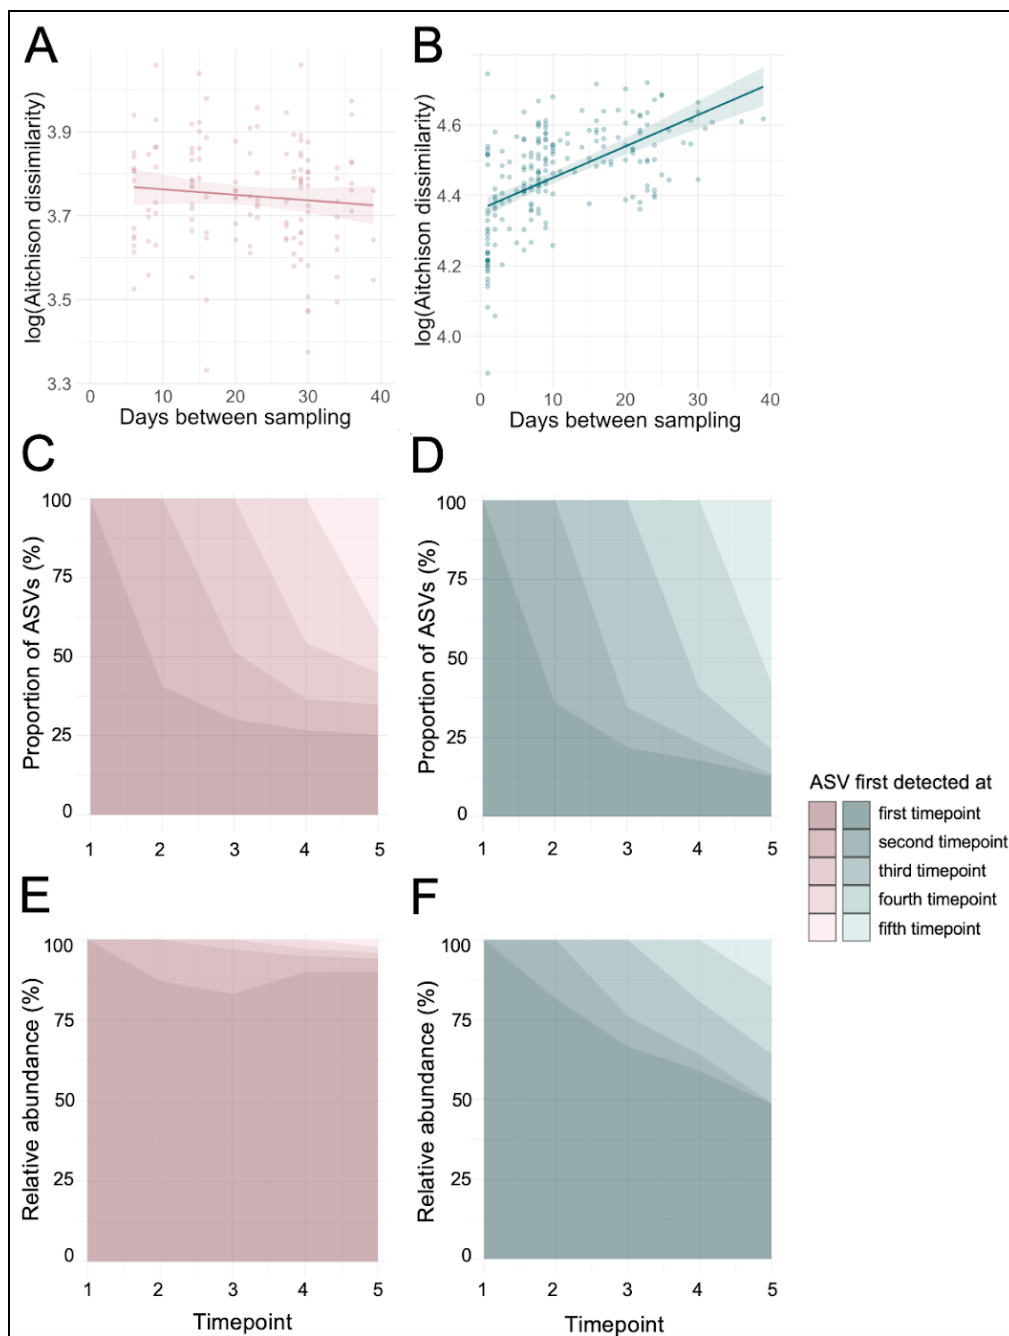 A
B
log(Aitchison dissimilarity)
3.9
3.7
3.5
3.3
0 10 20 30 40
Days between sampling
log(Aitchison dissimilarity)
4.6
4.4
4.2
4.0
0 10 20 30 40
Days between sampling
C
D
Proportion of ASVs (%)
100
75
50
25
0
1 2 3 4 5
Proportion of ASVs (%)
100
75
50
25
0
1 2 3 4 5
ASV first detected at
first timepoint
second timepoint
third timepoint
fourth timepoint
fifth timepoint
E
F
Relative abundance (%)
100
75
50
25
0
1 2 3 4 5
Timepoint
Relative abundance (%)
100
75
50
25
0
1 2 3 4 5
Timepoint